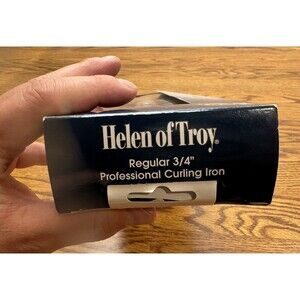 Helen of Troy®
Regular 3/4"
Professional Curling Iron